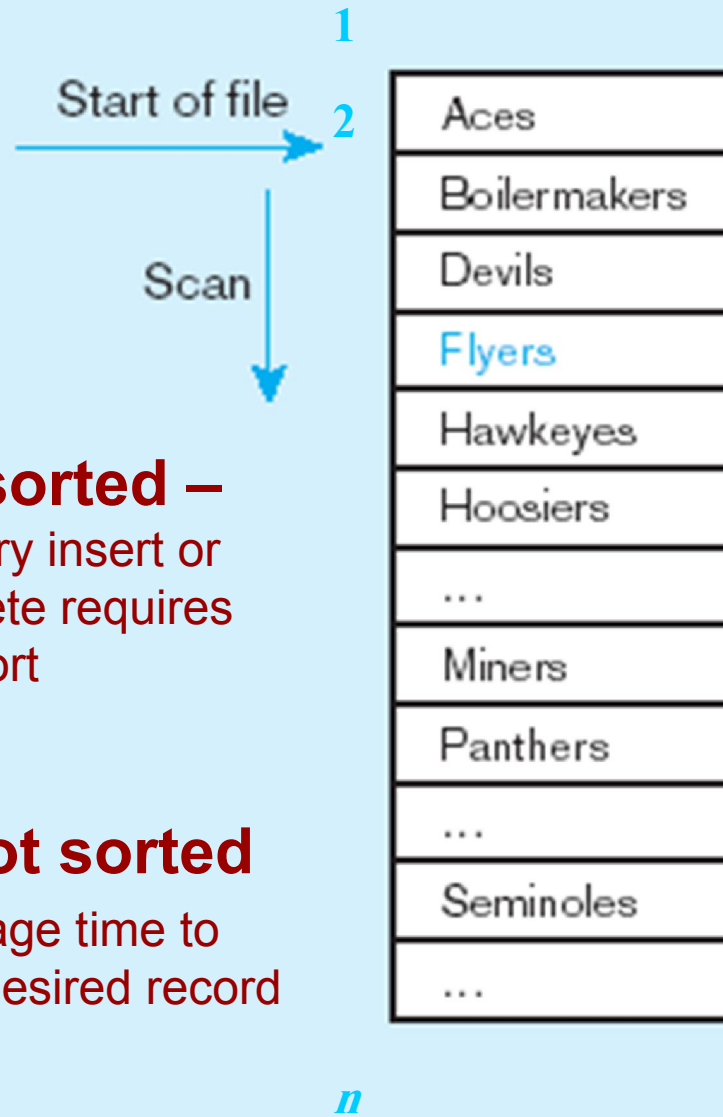 1
Start of file
2
Scan
sorted –
ry insert or
ete requires
ort
ot sorted
age time to
esired record
Aces
Boilermakers
Devils
Flyers
Hawkeyes
Hoosiers
...
Miners
Panthers
...
Seminoles
...
n